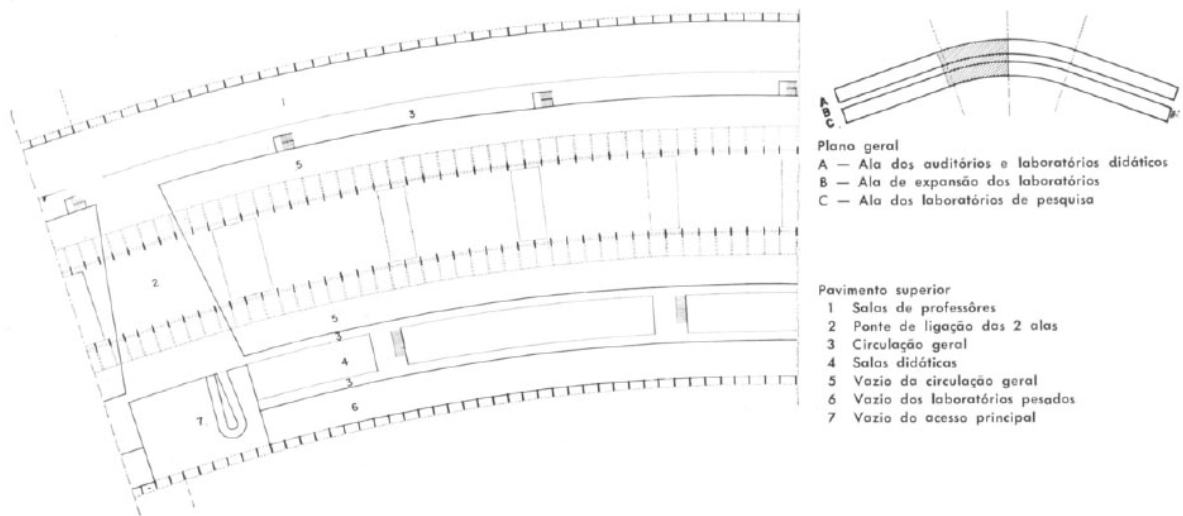 1
3
5
2
5
3
4
3
7
6
A
B
C
Plano geral
A — Ala dos auditórios e laboratórios didáticos
B — Ala de expansão dos laboratórios
C — Ala dos laboratórios de pesquisa
Pavimento superior
1 Salas de professôres
2 Ponte de ligação das 2 alas
3 Circulação geral
4 Salas didáticas
5 Vazio da circulação geral
6 Vazio dos laboratórios pesados
7 Vazio do acesso principal